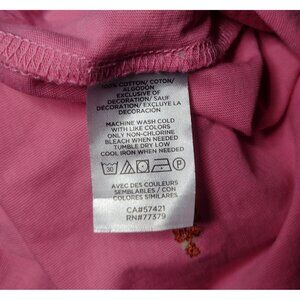 100% COTTON/ COTON/
ALGODÓN
EXCLUSIVE OF
DECORATION/ SAUF
DÉCORATION/ EXCLUYE LA
DECORACIÓN
MACHINE WASH COLD
WITH LIKE COLORS
ONLY NON-CHLORINE
BLEACH WHEN NEEDED
TUMBLE DRY LOW
COOL IRON WHEN NEEDED
30 P
AVEC DES COULEURS
SEMBLABLES / CON
COLORES SIMILARES
CA#57421
RN#77379